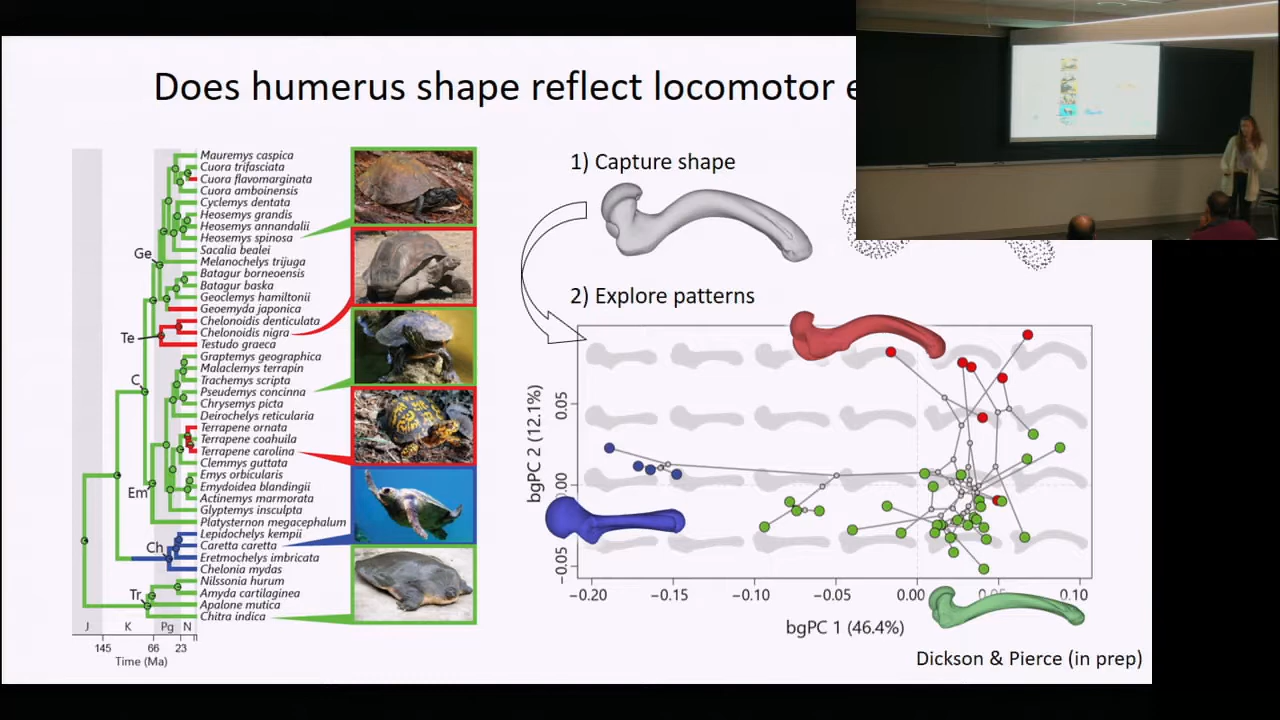 Does humerus shape reflect locomotor e
Mauremys caspica
Cuora trifasciata
Cuora flavomarginata
Cuora amboinensis
Cyclemys dentata
Heosemys grandis
Heosemys annandalii
Heosemys spinosa
Sacalia bealei
Melanochelys trijuga
Batagur borneoensis
Batagur baska
Geoclemys hamiltonii
Geoemyda japonica
Chelonoidis denticulata
Chelonoidis nigra
Testudo graeca
Graptemys geographica
Malaclemys terrapin
Trachemys scripta
Pseudemys concinna
Chrysemys picta
Deirochelys reticularia
Terrapene ornata
Terrapene coahuila
Terrapene carolina
Clemmys guttata
Emys orbicularis
Emydoidea blandingii
Actinemys marmorata
Glyptemys insculpta
Platysternon megacephalum
Lepidochelys kempii
Caretta caretta
Eretmochelys imbricata
Chelonia mydas
Nilssonia hurum
Amyda cartilaginea
Apalone mutica
Chitra indica
Ge
Te
C
Em
Ch
Tr
J K Pg N
145 66 23
Time (Ma)
1) Capture shape
2) Explore patterns
bgPC 2 (12.1%)
0.05
0.00
−0.05
−0.20 −0.15 −0.10 −0.05 0.00 0.05 0.10
bgPC 1 (46.4%)
Dickson & Pierce (in prep)